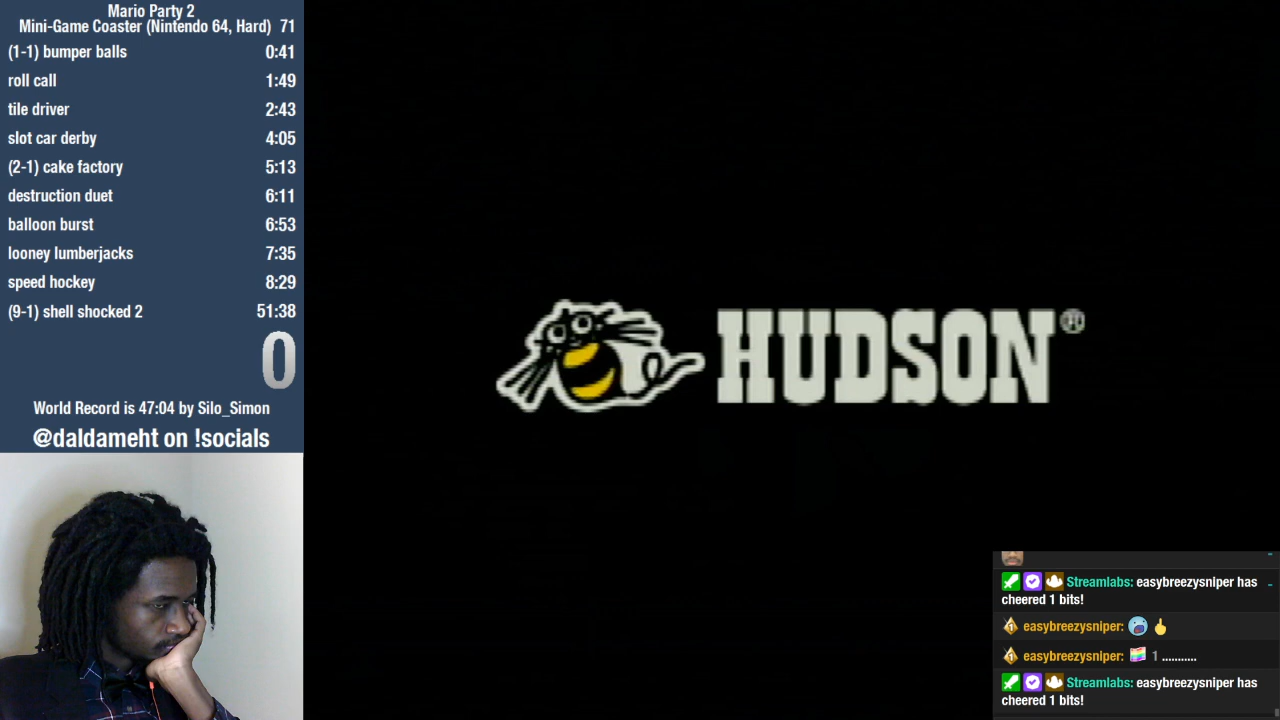 Mario Party 2
Mini-Game Coaster (Nintendo 64, Hard) 71
(1-1) bumper balls 0:41
roll call 1:49
tile driver 2:43
slot car derby 4:05
(2-1) cake factory 5:13
destruction duet 6:11
balloon burst 6:53
looney lumberjacks 7:35
speed hockey 8:29
(9-1) shell shocked 2 51:38
0
World Record is 47:04 by Silo_Simon
@daldameht on !socials
HUDSON®
Streamlabs: easybreezysniper has
cheered 1 bits!
easybreezysniper:
easybreezysniper: 1 ...........
Streamlabs: easybreezysniper has
cheered 1 bits!